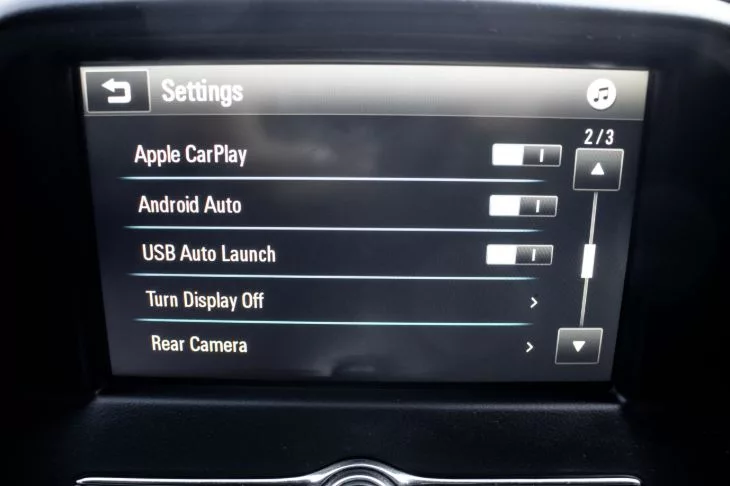 Settings
2/3
Apple CarPlay
Android Auto
USB Auto Launch
Turn Display Off
Rear Camera